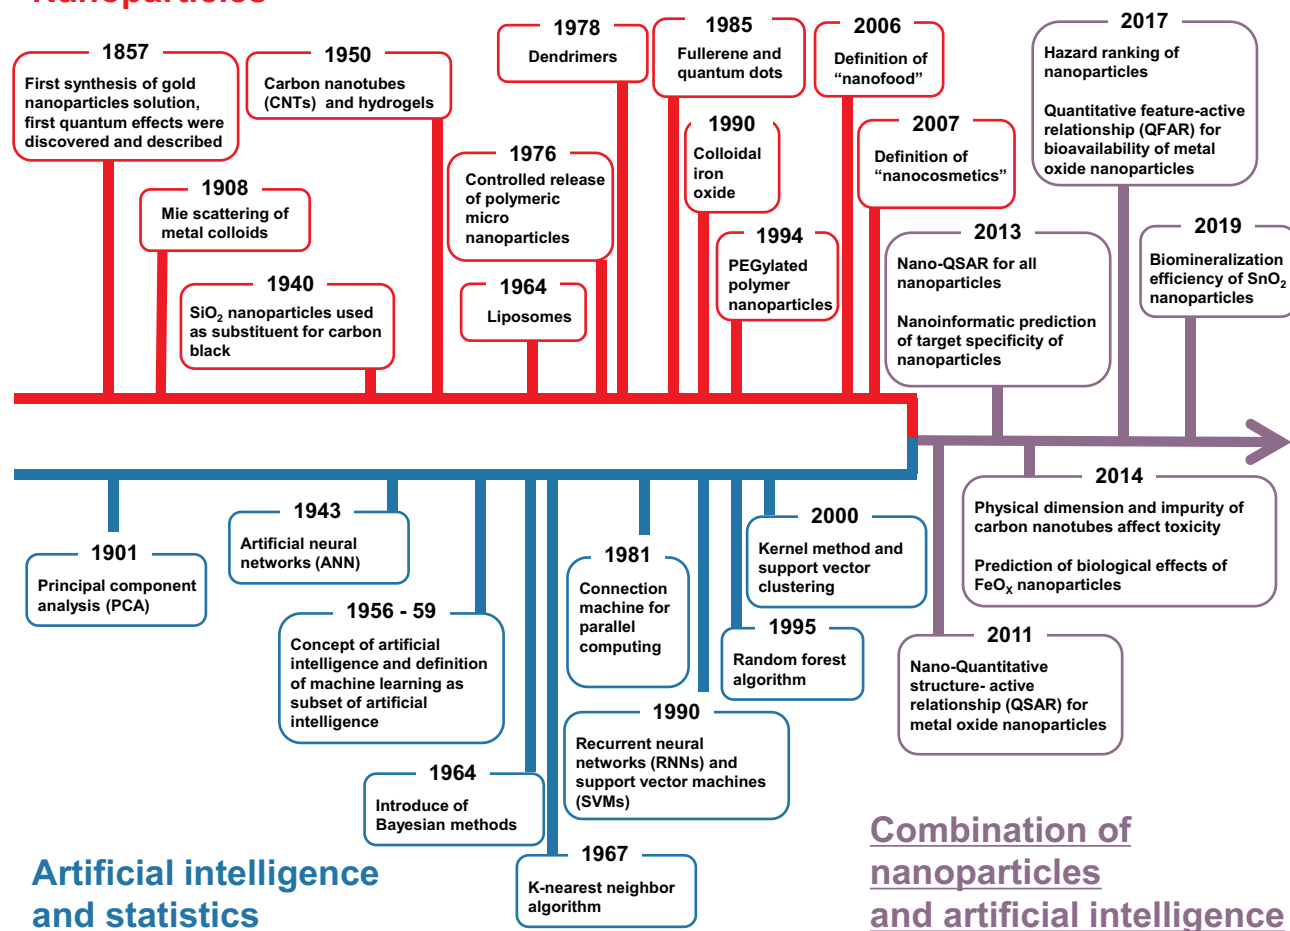 Nanoparticles
1857
First synthesis of gold
nanoparticles solution,
first quantum effects were
discovered and described
1908
Mie scattering of
metal colloids
1940
SiO₂ nanoparticles used
as substituent for carbon
black
1950
Carbon nanotubes
(CNTs) and hydrogels
1976
Controlled release
of polymeric
micro
nanoparticles
1964
Liposomes
1978
Dendrimers
1985
Fullerene and
quantum dots
1990
Colloidal
iron
oxide
1994
PEGylated
polymer
nanoparticles
2006
Definition of
“nanofood”
2007
Definition of
“nanocosmetics”
2013
Nano-QSAR for all
nanoparticles
Nanoinformatic prediction
of target specificity of
nanoparticles
2017
Hazard ranking of
nanoparticles
Quantitative feature-active
relationship (QFAR) for
bioavailability of metal
oxide nanoparticles
2019
Biomineralization
efficiency of SnO₂
nanoparticles
1901
Principal component
analysis (PCA)
1943
Artificial neural
networks (ANN)
1956 - 59
Concept of artificial
intelligence and definition
of machine learning as
subset of artificial
intelligence
1964
Introduce of
Bayesian methods
1967
K-nearest neighbor
algorithm
1981
Connection
machine for
parallel
computing
1990
Recurrent neural
networks (RNNs) and
support vector machines
(SVMs)
1995
Random forest
algorithm
2000
Kernel method and
support vector
clustering
2014
Physical dimension and impurity of
carbon nanotubes affect toxicity
Prediction of biological effects of
FeOₓ nanoparticles
2011
Nano-Quantitative
structure- active
relationship (QSAR) for
metal oxide nanoparticles
Artificial intelligence
and statistics
Combination of
nanoparticles
and artificial intelligence